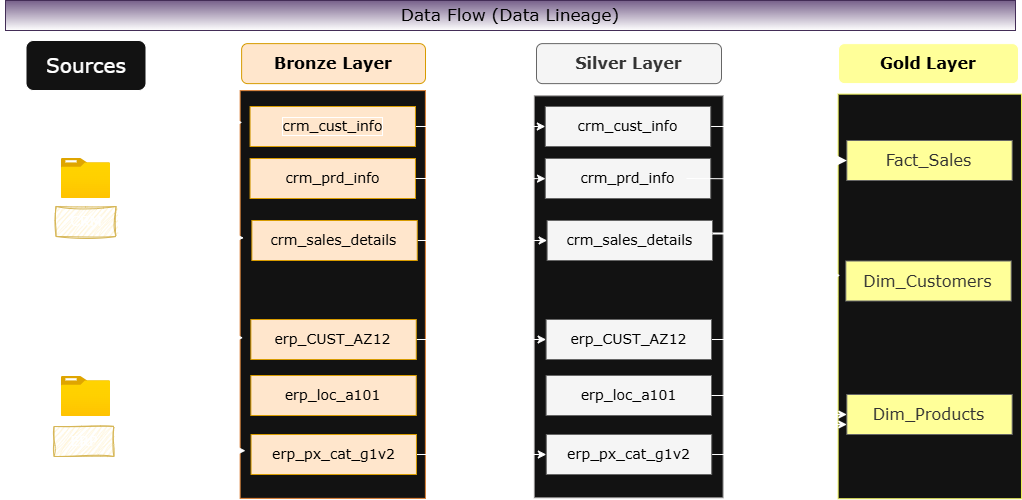 Data Flow (Data Lineage)
Sources
Bronze Layer
Silver Layer
Gold Layer
crm_cust_info
crm_prd_info
crm_sales_details
erp_CUST_AZ12
erp_loc_a101
erp_px_cat_g1v2
crm_cust_info
crm_prd_info
crm_sales_details
erp_CUST_AZ12
erp_loc_a101
erp_px_cat_g1v2
Fact_Sales
Dim_Customers
Dim_Products